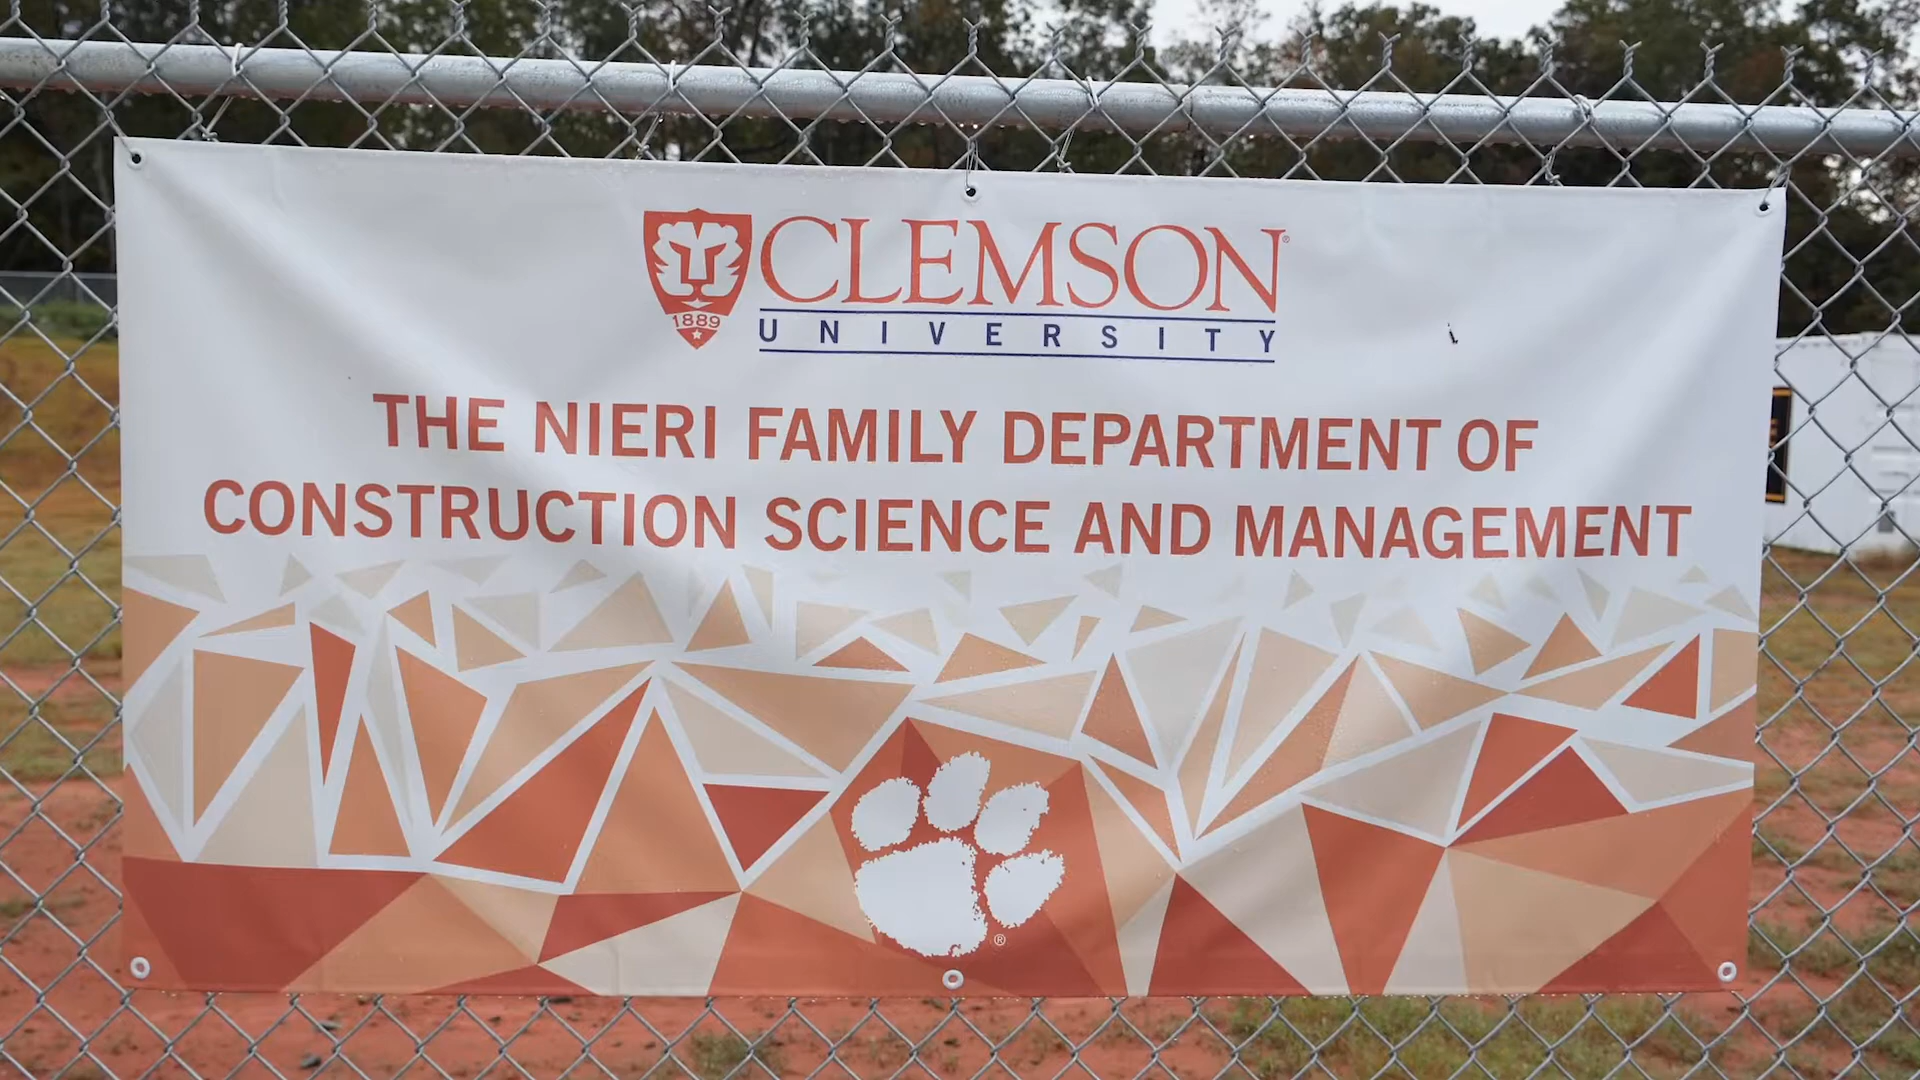 CLEMSON®
UNIVERSITY
1889
THE NIERI FAMILY DEPARTMENT OF
CONSTRUCTION SCIENCE AND MANAGEMENT
®